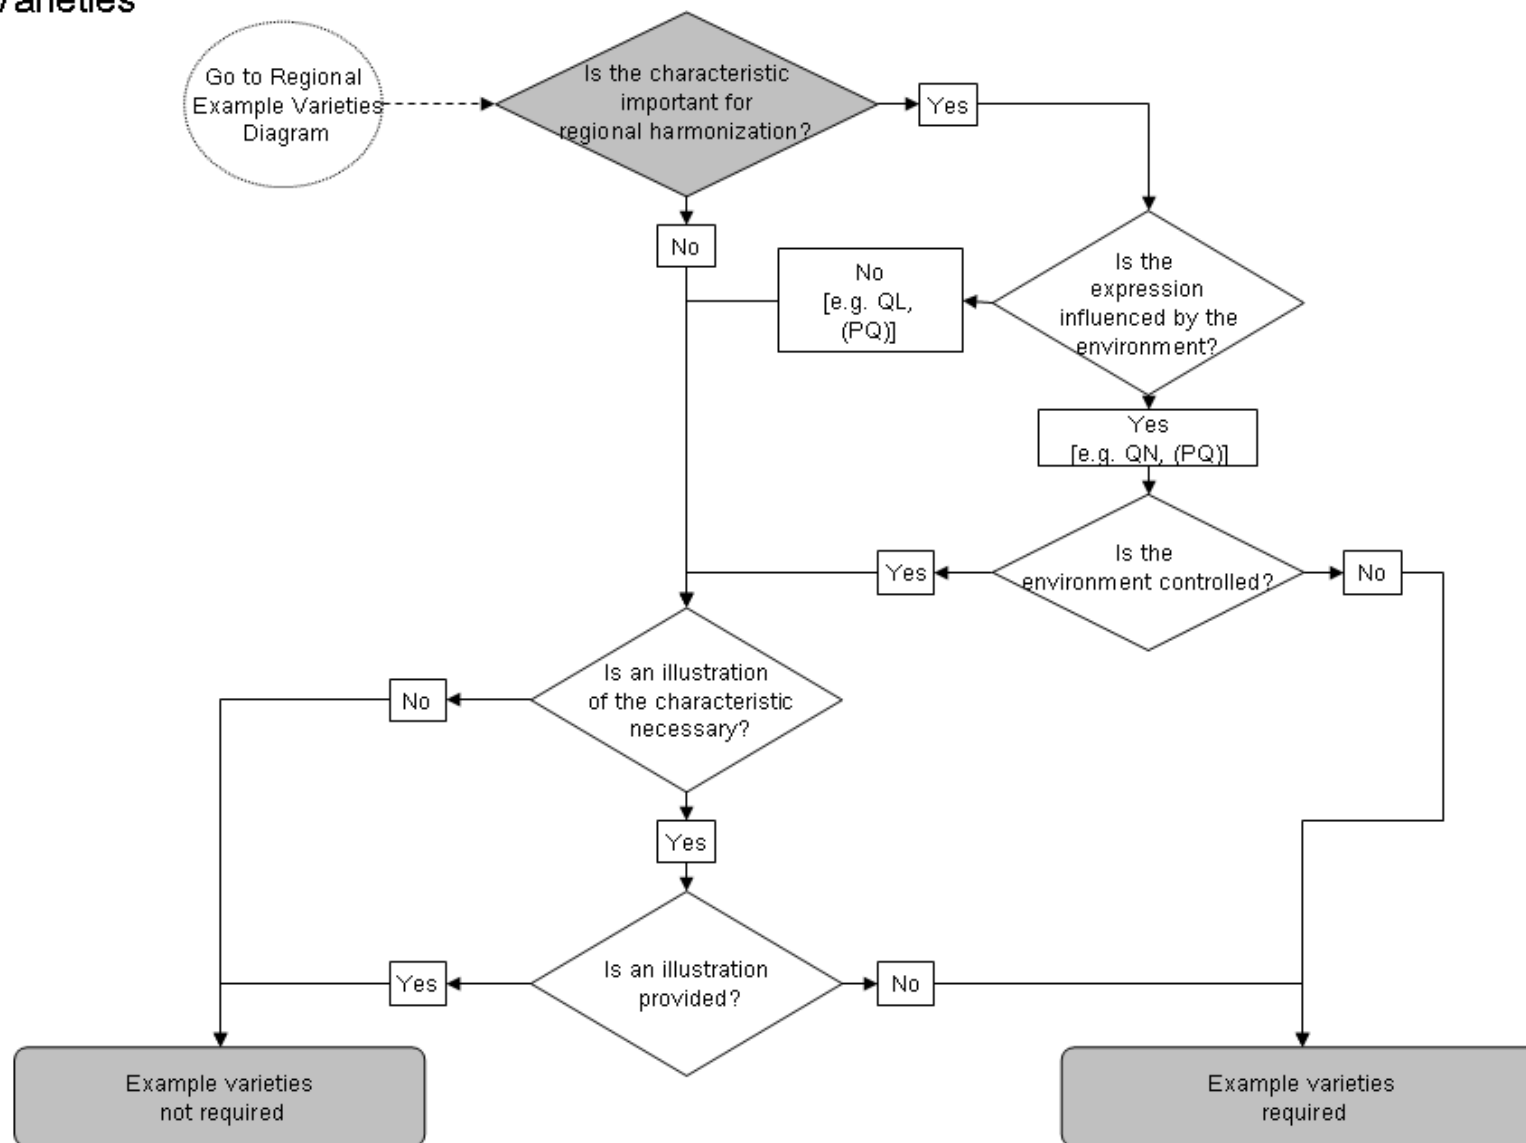 Varieties
Go to Regional
Example Varieties
Diagram
Is the characteristic
important for
regional harmonization?
Yes
No
Is the
expression
influenced by the
environment?
No
[e.g. QL,
(PQ)]
Yes
[e.g. QN, (PQ)]
Is the
environment controlled?
Yes
No
Is an illustration
of the characteristic
necessary?
No
Yes
Is an illustration
provided?
Yes
No
Example varieties
not required
Example varieties
required